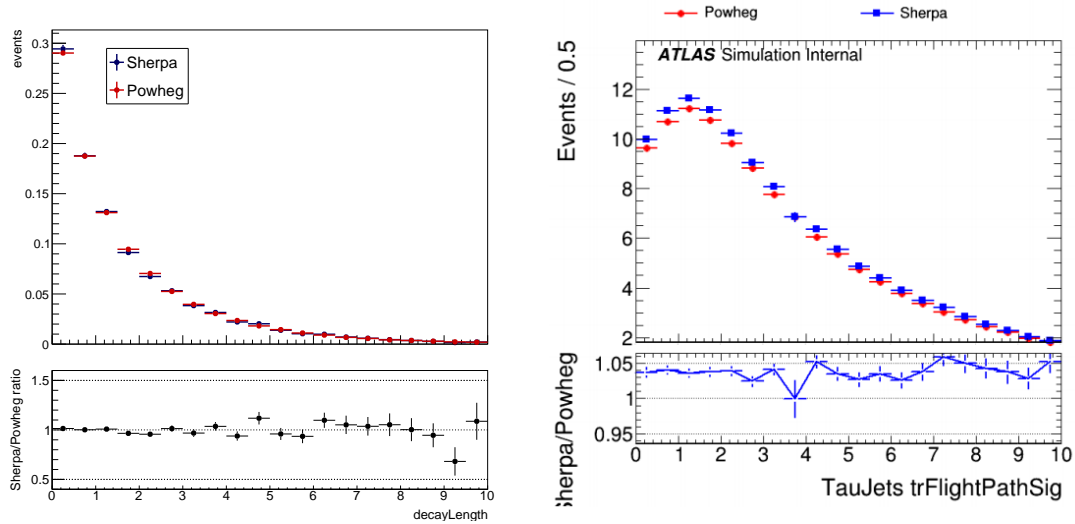 events
0.3
0.25
0.2
0.15
0.1
0.05
0
Sherpa
Powheg
Sherpa/Powheg ratio
1.5
1
0.5
0 1 2 3 4 5 6 7 8 9 10
decayLength
Powheg Sherpa
ATLAS Simulation Internal
Events / 0.5
12
10
8
6
4
2
Sherpa/Powheg
1.05
1
0.95
0 1 2 3 4 5 6 7 8 9 10
TauJets trFlightPathSig